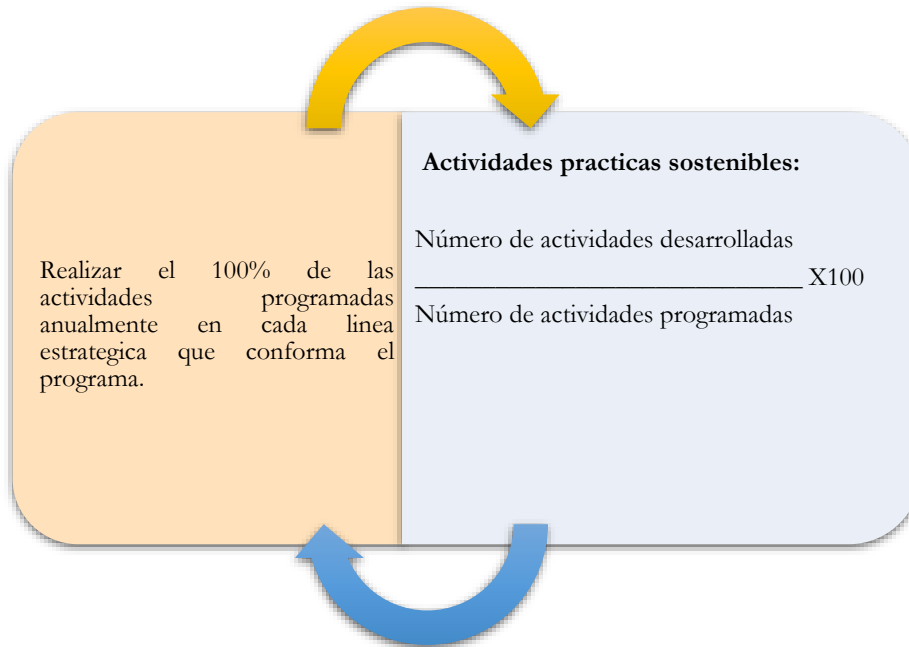 Realizar el 100% de las
actividades programadas
anualmente en cada linea
estrategica que conforma el
programa.
Actividades practicas sostenibles:
Número de actividades desarrolladas
_____________________________ X100
Número de actividades programadas